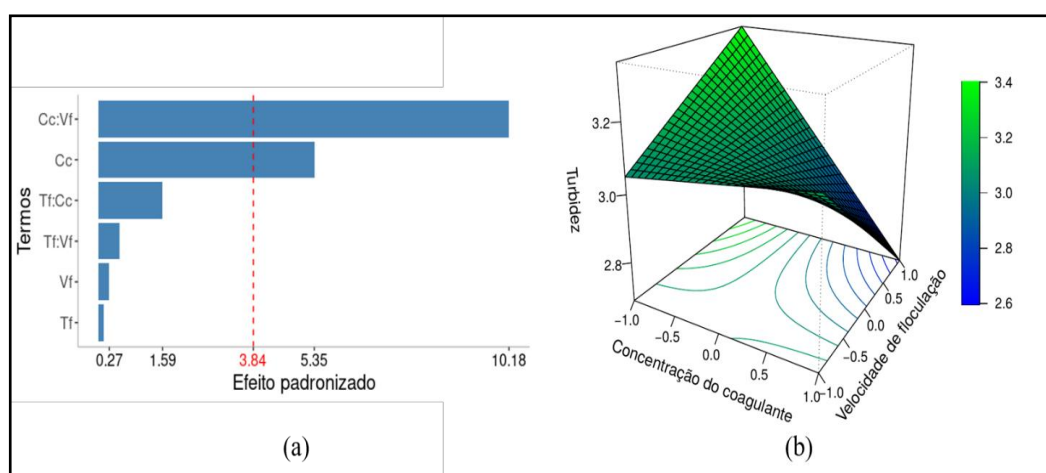 Termos
Cc:Vf
Cc
Tf:Cc
Tf:Vf
Vf
Tf
0.27 1.59 3.84 5.35 10.18
Efeito padronizado
(a)
Turbidez
3.2
3.0
2.8
-1.0 -0.5 0.0 0.5 1.0
Concentração do coagulante
-1.0 -0.5 0.0 0.5 1.0
Velocidade de floculação
3.4
3.2
3.0
2.8
2.6
(b)